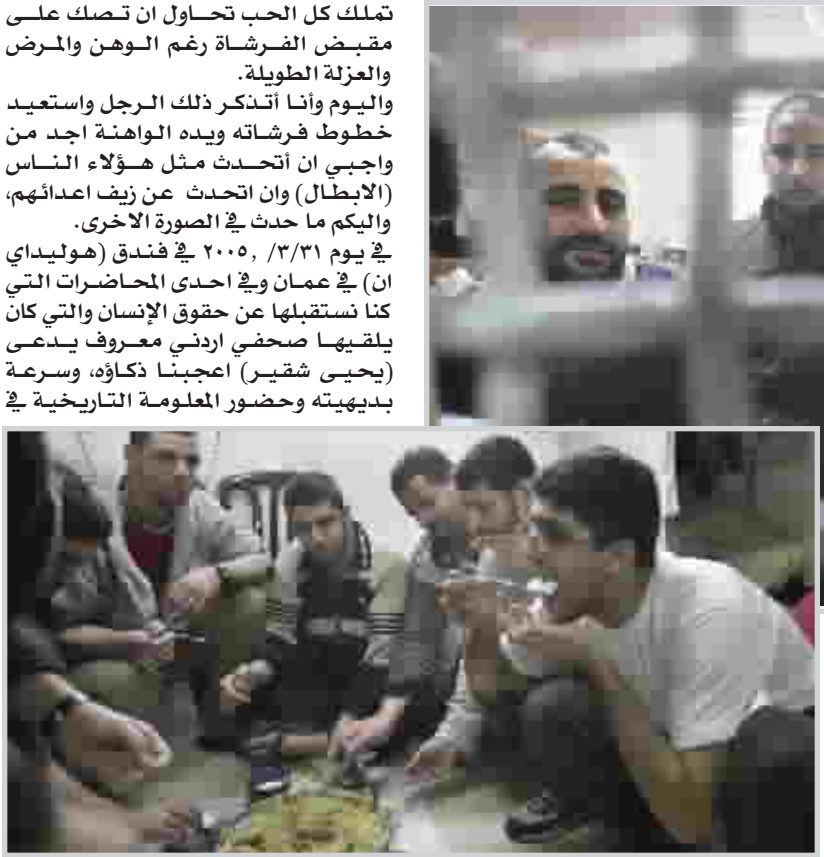 تملك كل الحب تحاول ان تصك على
مقبض الفرشاة رغم الوهن والمرض
والعزلة الطويلة.
واليوم وأنا أتذكر ذلك الرجل واستعيد
خطوط فرشاته ويده الواهنة اجد من
واجبي ان أتحدث مثل هؤلاء الناس
(الابطال) وان اتحدث عن زيف اعدائهم،
واليكم ما حدث في الصورة الاخرى.
في يوم ٣/٣١/ ,٢٠٠٥ في فندق (هوليداي
ان) في عمان وفي احدى المحاضرات التي
كنا نستقبلها عن حقوق الإنسان والتي كان
يلقيها صحفي اردني معروف يدعى
(يحيى شقير) اعجبنا ذكاؤه، وسرعة
بديهيته وحضور المعلومة التاريخية في